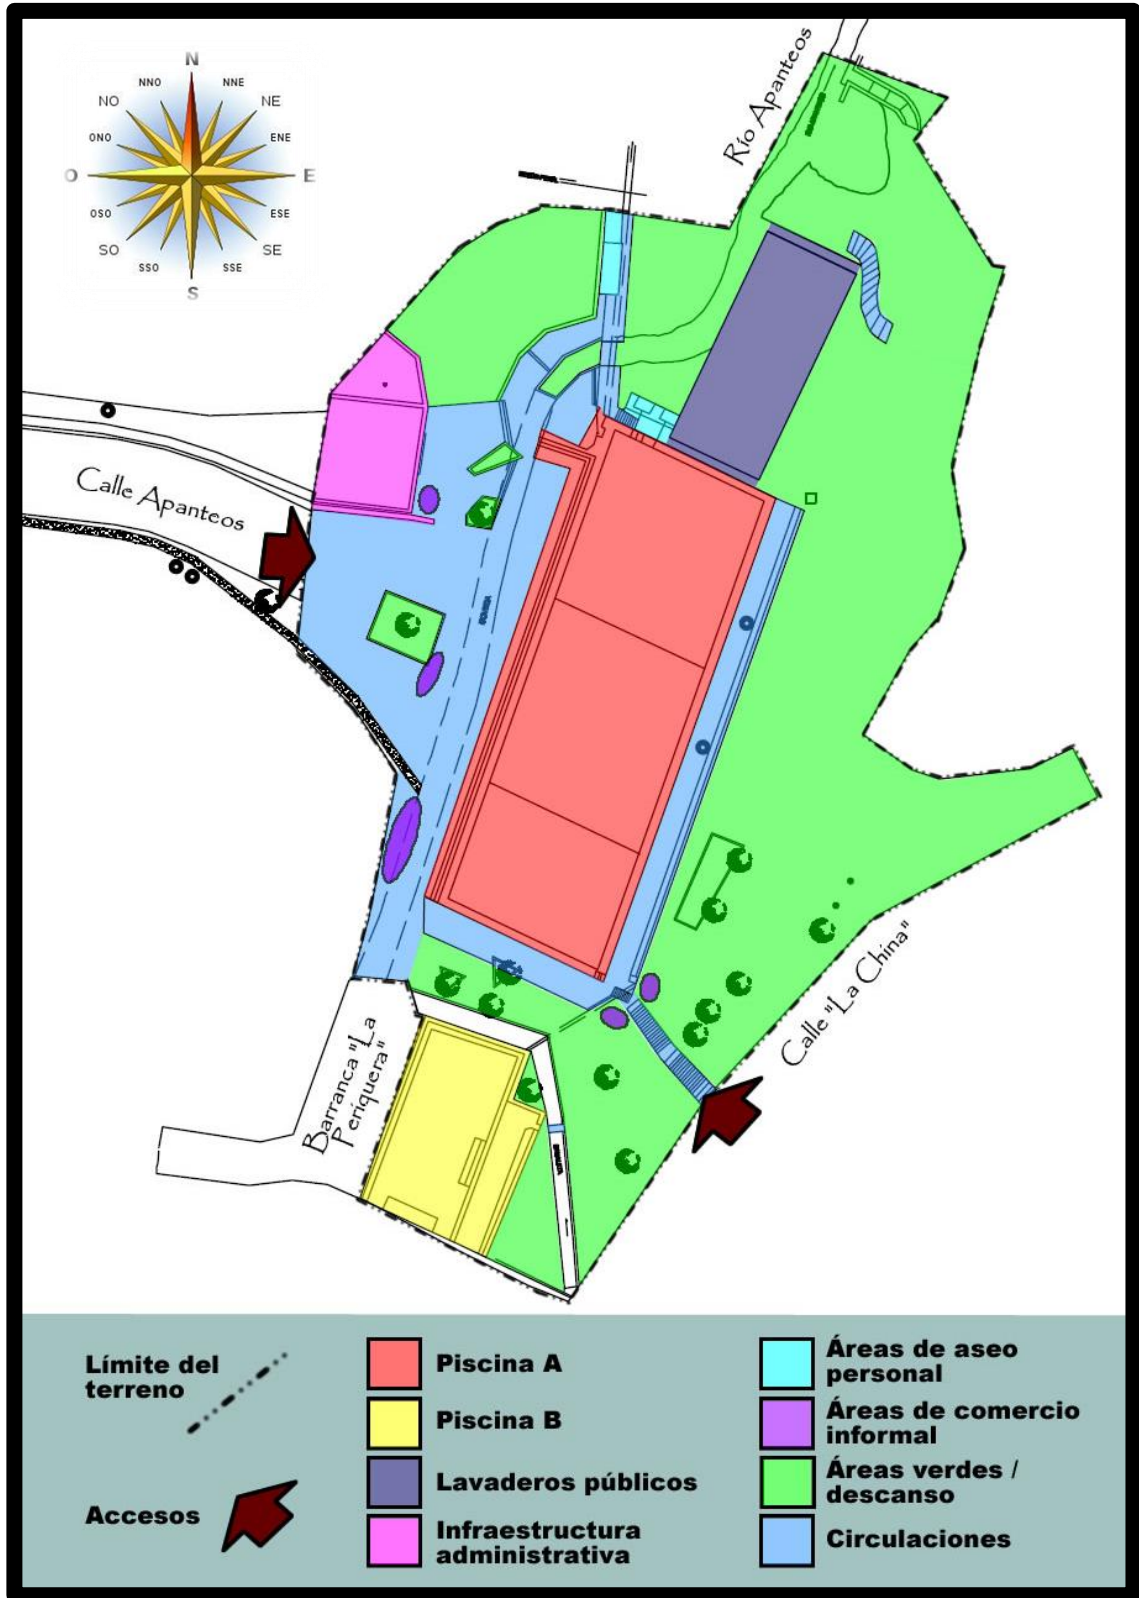 N
NNO
NNE
NO
NE
ONO
ENE
O
E
OSO
ESE
SO
SE
SSO
SSE
S
Río Apanteos
Calle Apanteos
Calle "La China"
Barranca "La
Periquera"
Límite del
terreno
Accesos
Piscina A
Piscina B
Lavaderos públicos
Infraestructura
administrativa
Áreas de aseo
personal
Áreas de comercio
informal
Áreas verdes /
descanso
Circulaciones